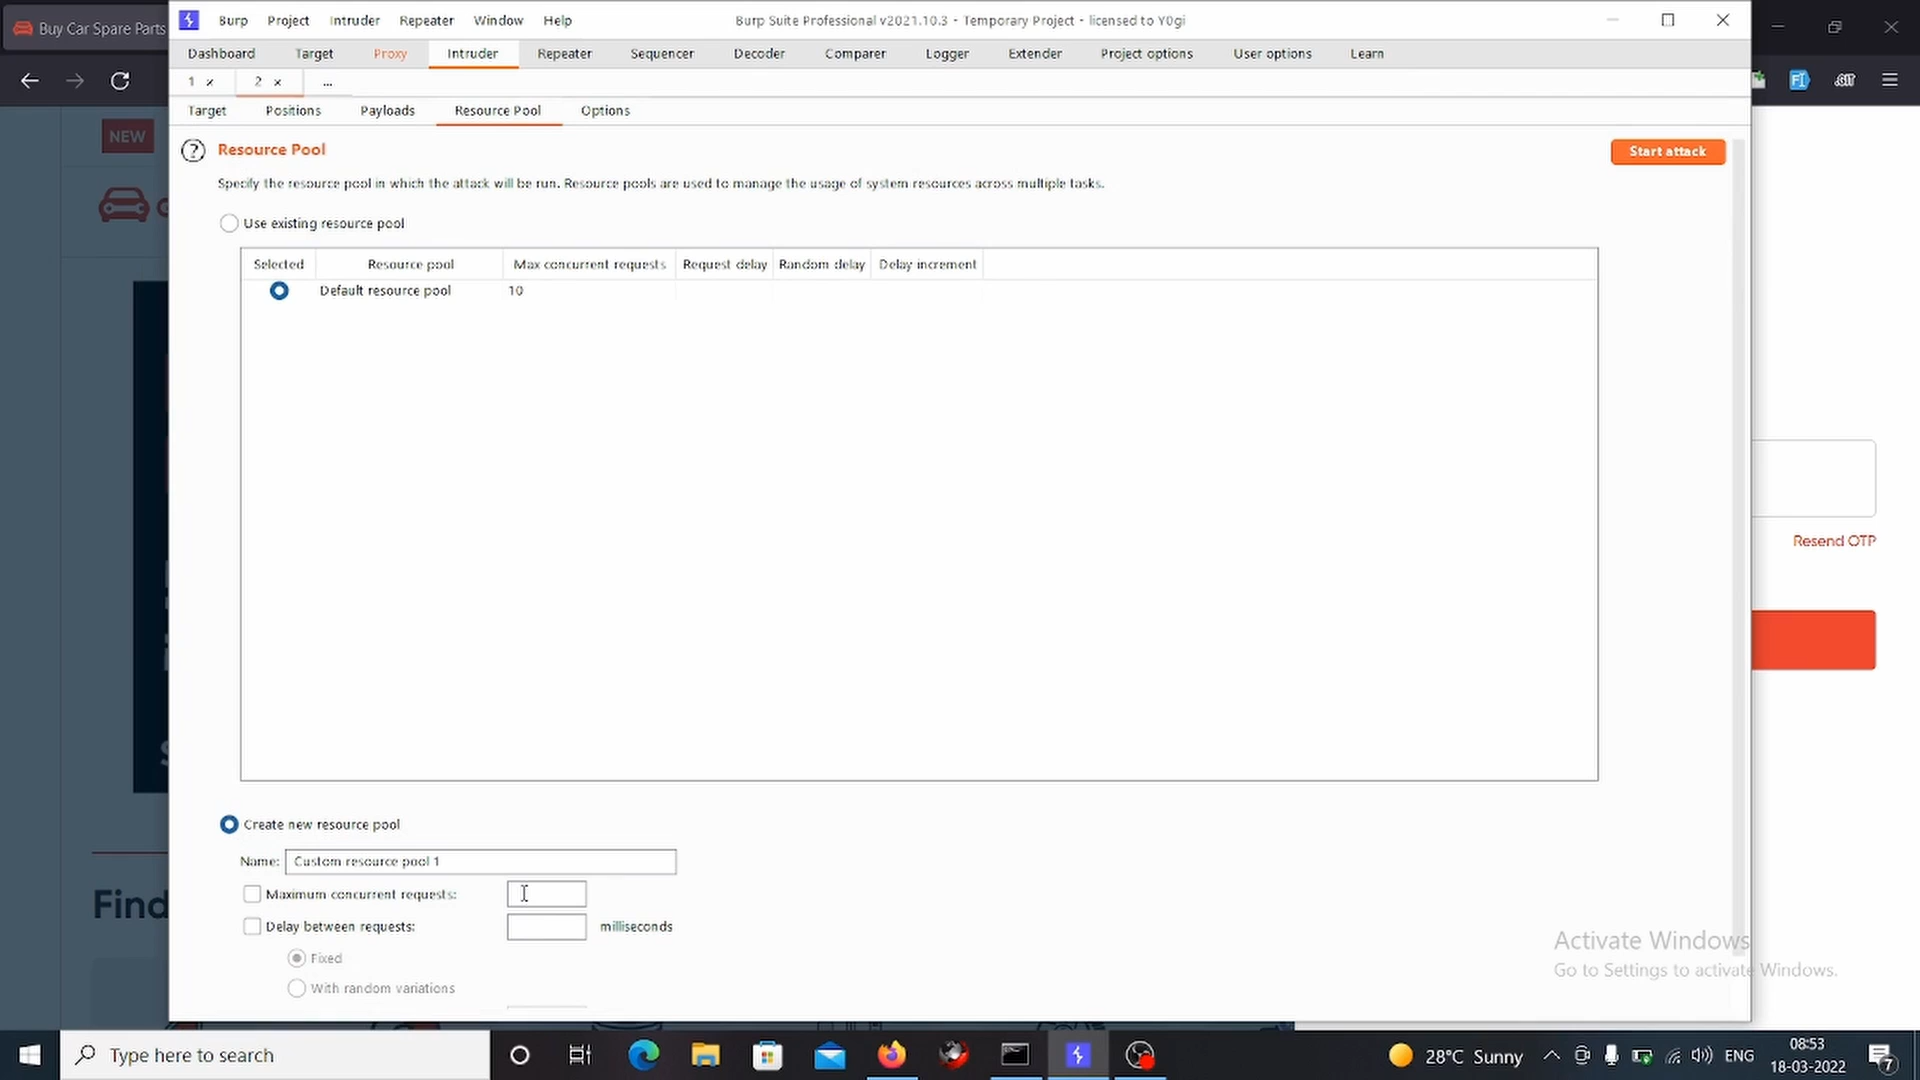 Buy Car Spare Parts
Burp Project Intruder Repeater Window Help
Burp Suite Professional v2021.10.3 - Temporary Project - licensed to Y0gi
Dashboard Target Proxy Intruder Repeater Sequencer Decoder Comparer Logger Extender Project options User options Learn
1 × 2 × ...
Target Positions Payloads Resource Pool Options
NEW
? Resource Pool
Start attack
Specify the resource pool in which the attack will be run. Resource pools are used to manage the usage of system resources across multiple tasks.
Use existing resource pool
Selected Resource pool Max concurrent requests Request delay Random delay Delay increment
Default resource pool 10
Resend OTP
Create new resource pool
Name: Custom resource pool 1
Maximum concurrent requests:
Delay between requests: milliseconds
Fixed
With random variations
Find
Activate Windows
Go to Settings to activate Windows.
Type here to search
28°C Sunny
ENG
08:53
18-03-2022
7